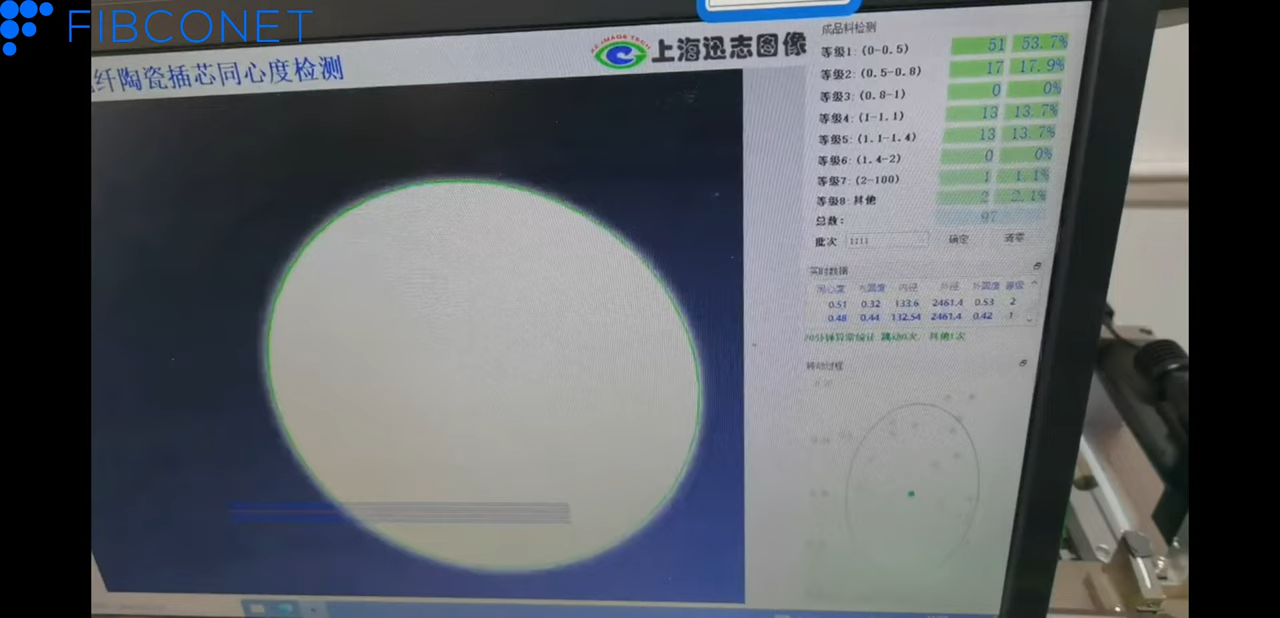 FIBCONET
纤陶瓷插芯同心度检测
上海迅志图像
成品料检测
等级1:(0-0.5) 51 53.7%
等级2:(0.5-0.8) 17 17.9%
等级3:(0.8-1) 0 0%
等级4:(1-1.1) 13 13.7%
等级5:(1.1-1.4) 13 13.7%
等级6:(1.4-2) 0 0%
等级7:(2-100) 1 1.1%
等级8:其他 2 2.1%
总数: 97
批次 1111 确定 清零
实时数据
同心度 内圆度 内径 外径 外圆度 等级
0.51 0.32 133.6 2461.4 0.53 2
0.48 0.44 132.54 2461.4 0.42 1
转动过程